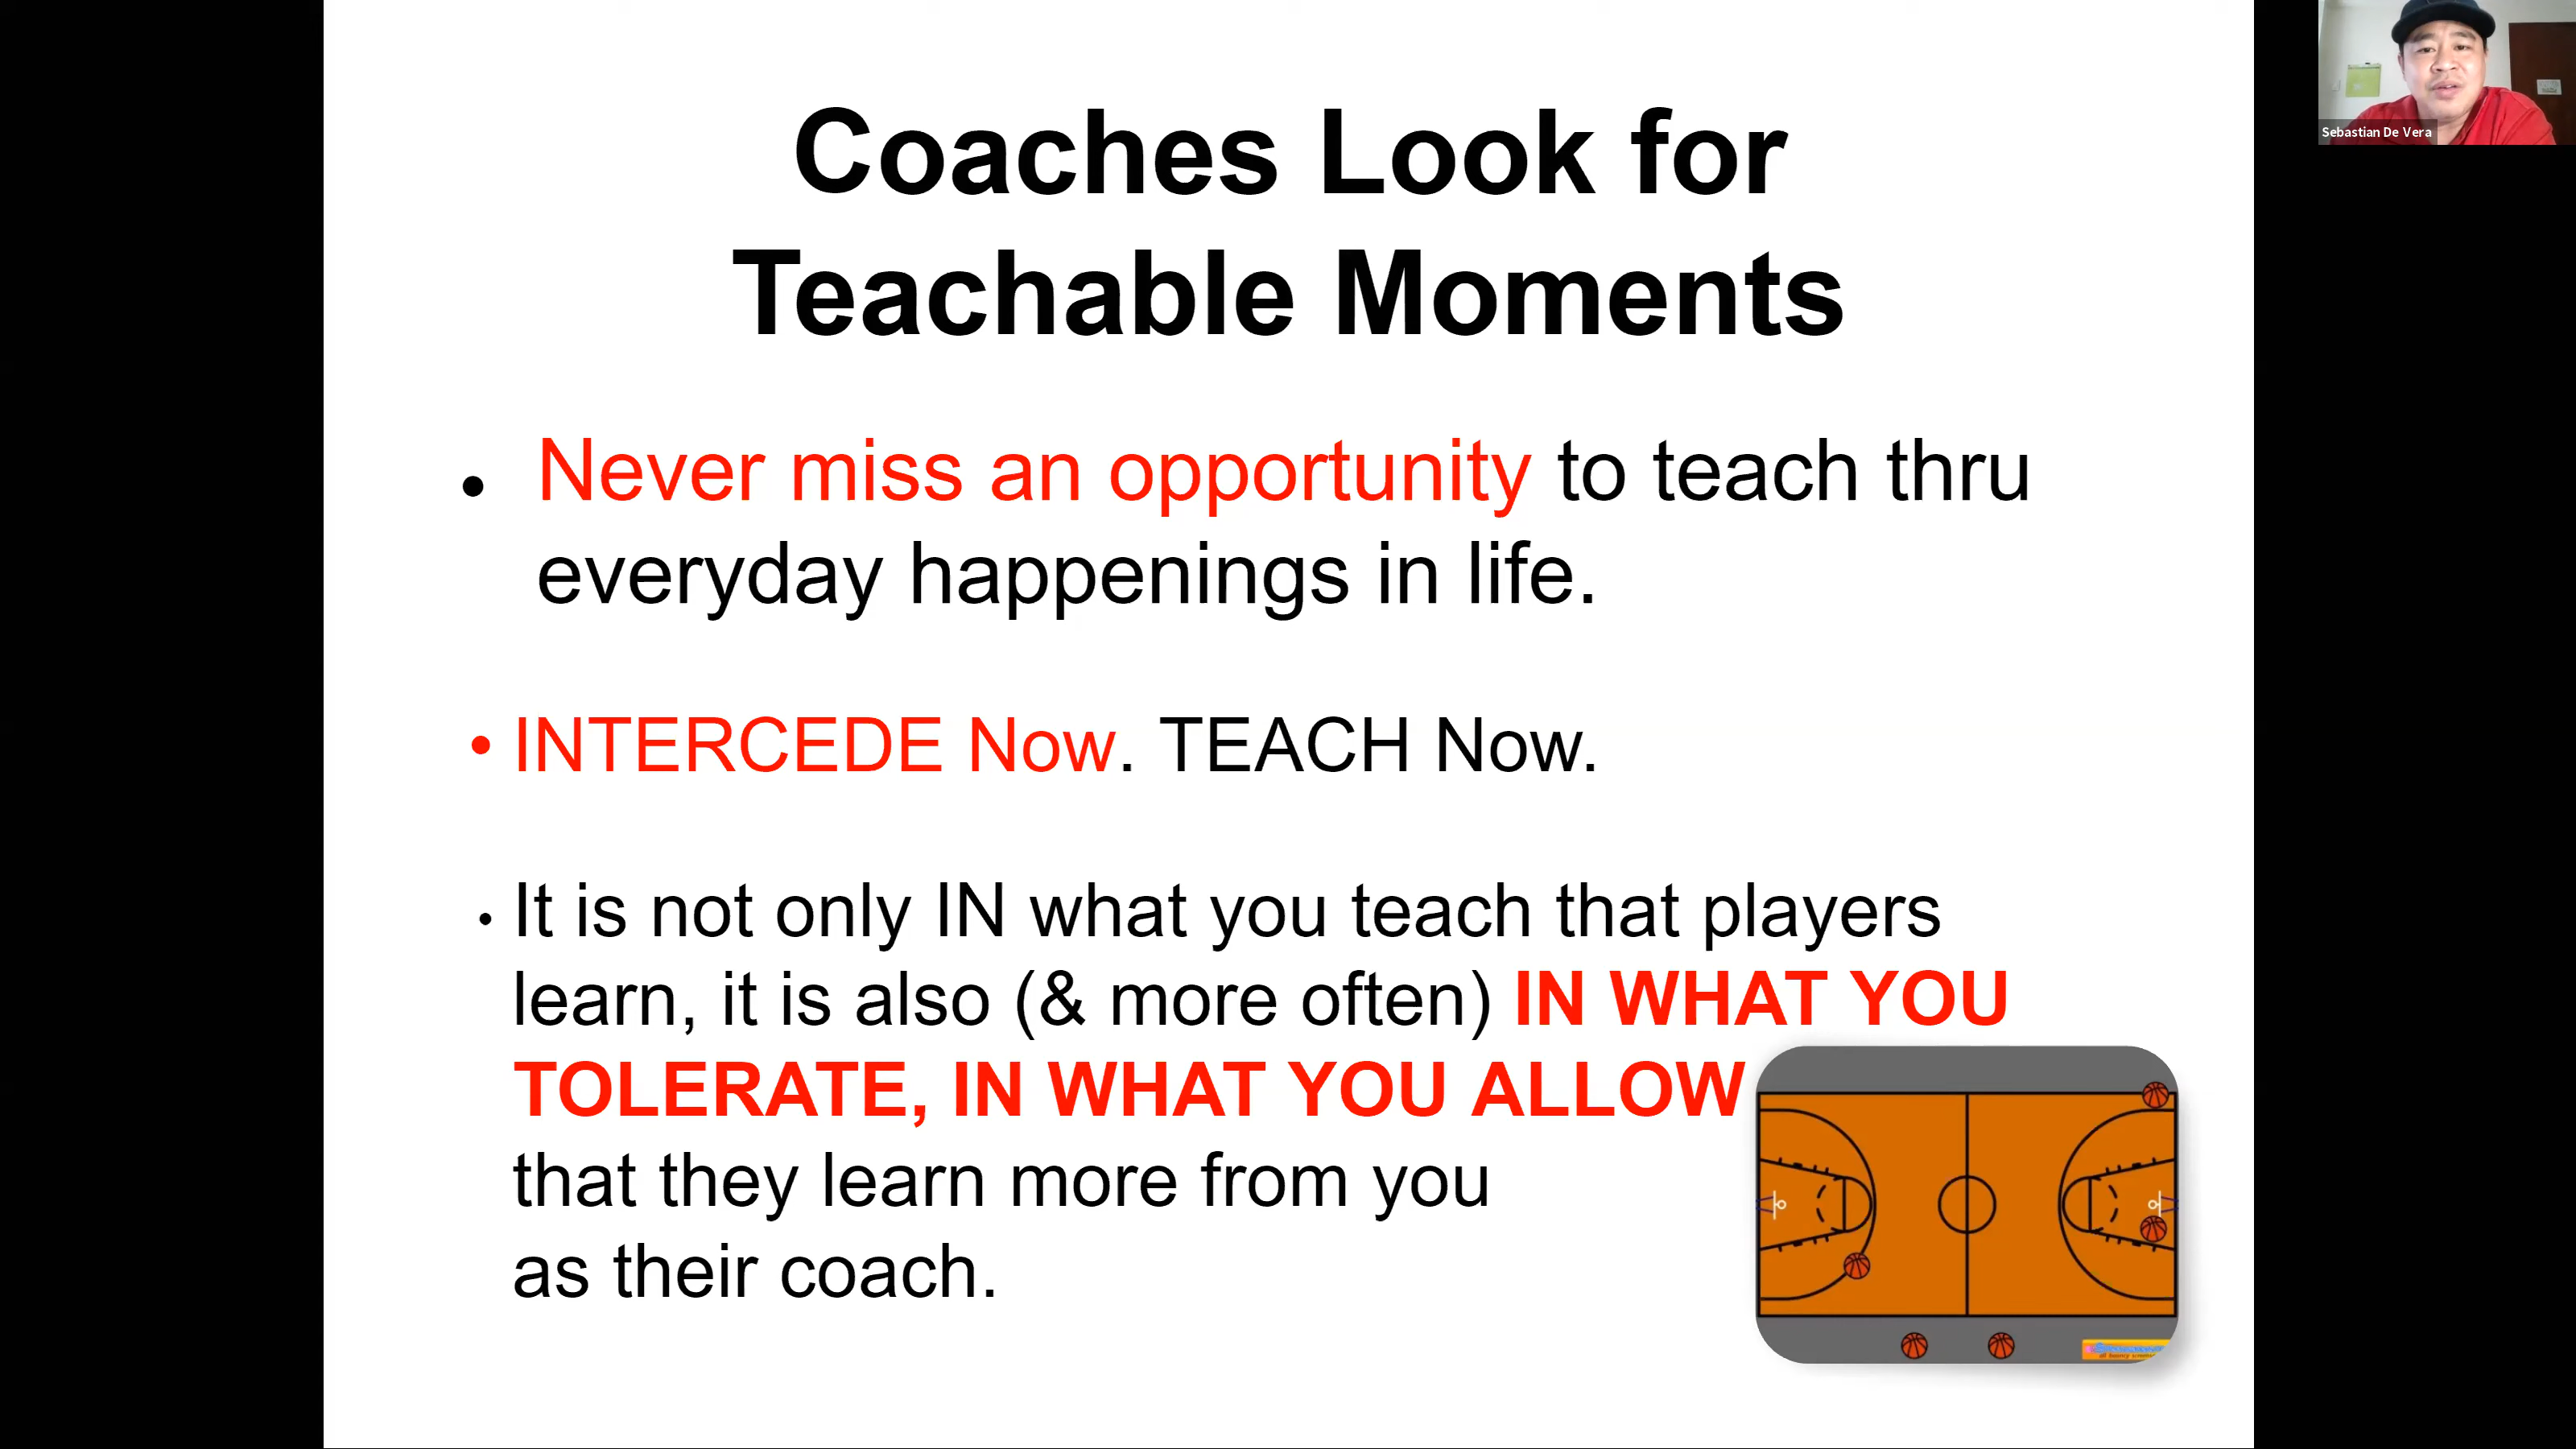 Coaches Look for
Teachable Moments
• Never miss an opportunity to teach thru
everyday happenings in life.
• INTERCEDE Now. TEACH Now.
• It is not only IN what you teach that players
learn, it is also (& more often) IN WHAT YOU
TOLERATE, IN WHAT YOU ALLOW
that they learn more from you
as their coach.
Sebastian De Vera